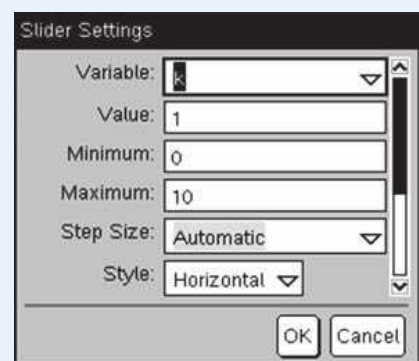 Slider Settings
Variable: k
Value: 1
Minimum: 0
Maximum: 10
Step Size: Automatic
Style: Horizontal
OK Cancel